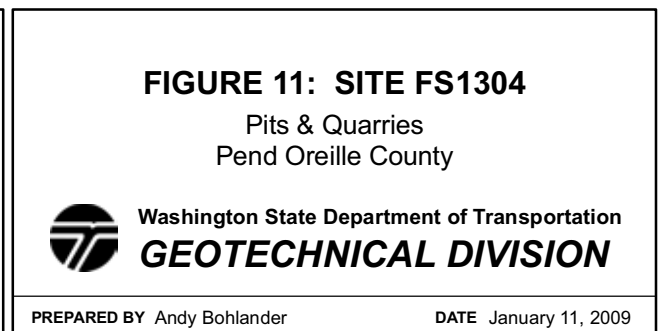 FIGURE 11: SITE FS1304
Pits & Quarries
Pend Oreille County
Washington State Department of Transportation
GEOTECHNICAL DIVISION
PREPARED BY Andy Bohlander DATE January 11, 2009